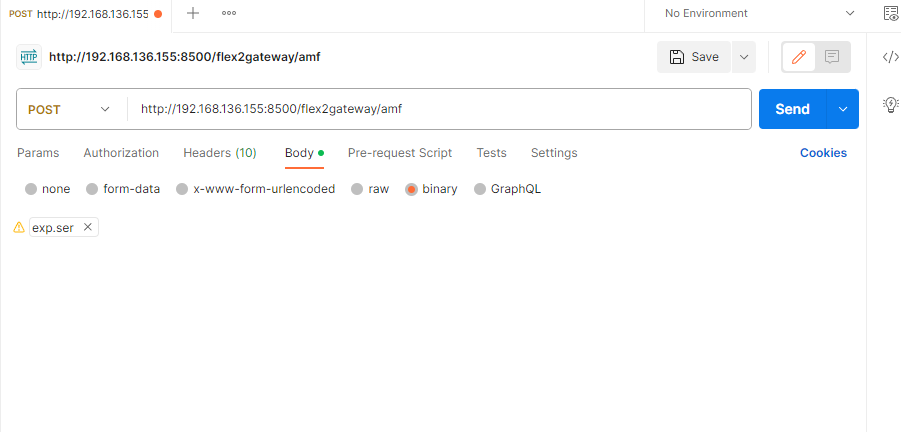 POST http://192.168.136.155 No Environment
HTTP http://192.168.136.155:8500/flex2gateway/amf Save
POST http://192.168.136.155:8500/flex2gateway/amf Send
Params Authorization Headers (10) Body Pre-request Script Tests Settings Cookies
none form-data x-www-form-urlencoded raw binary GraphQL
exp.ser